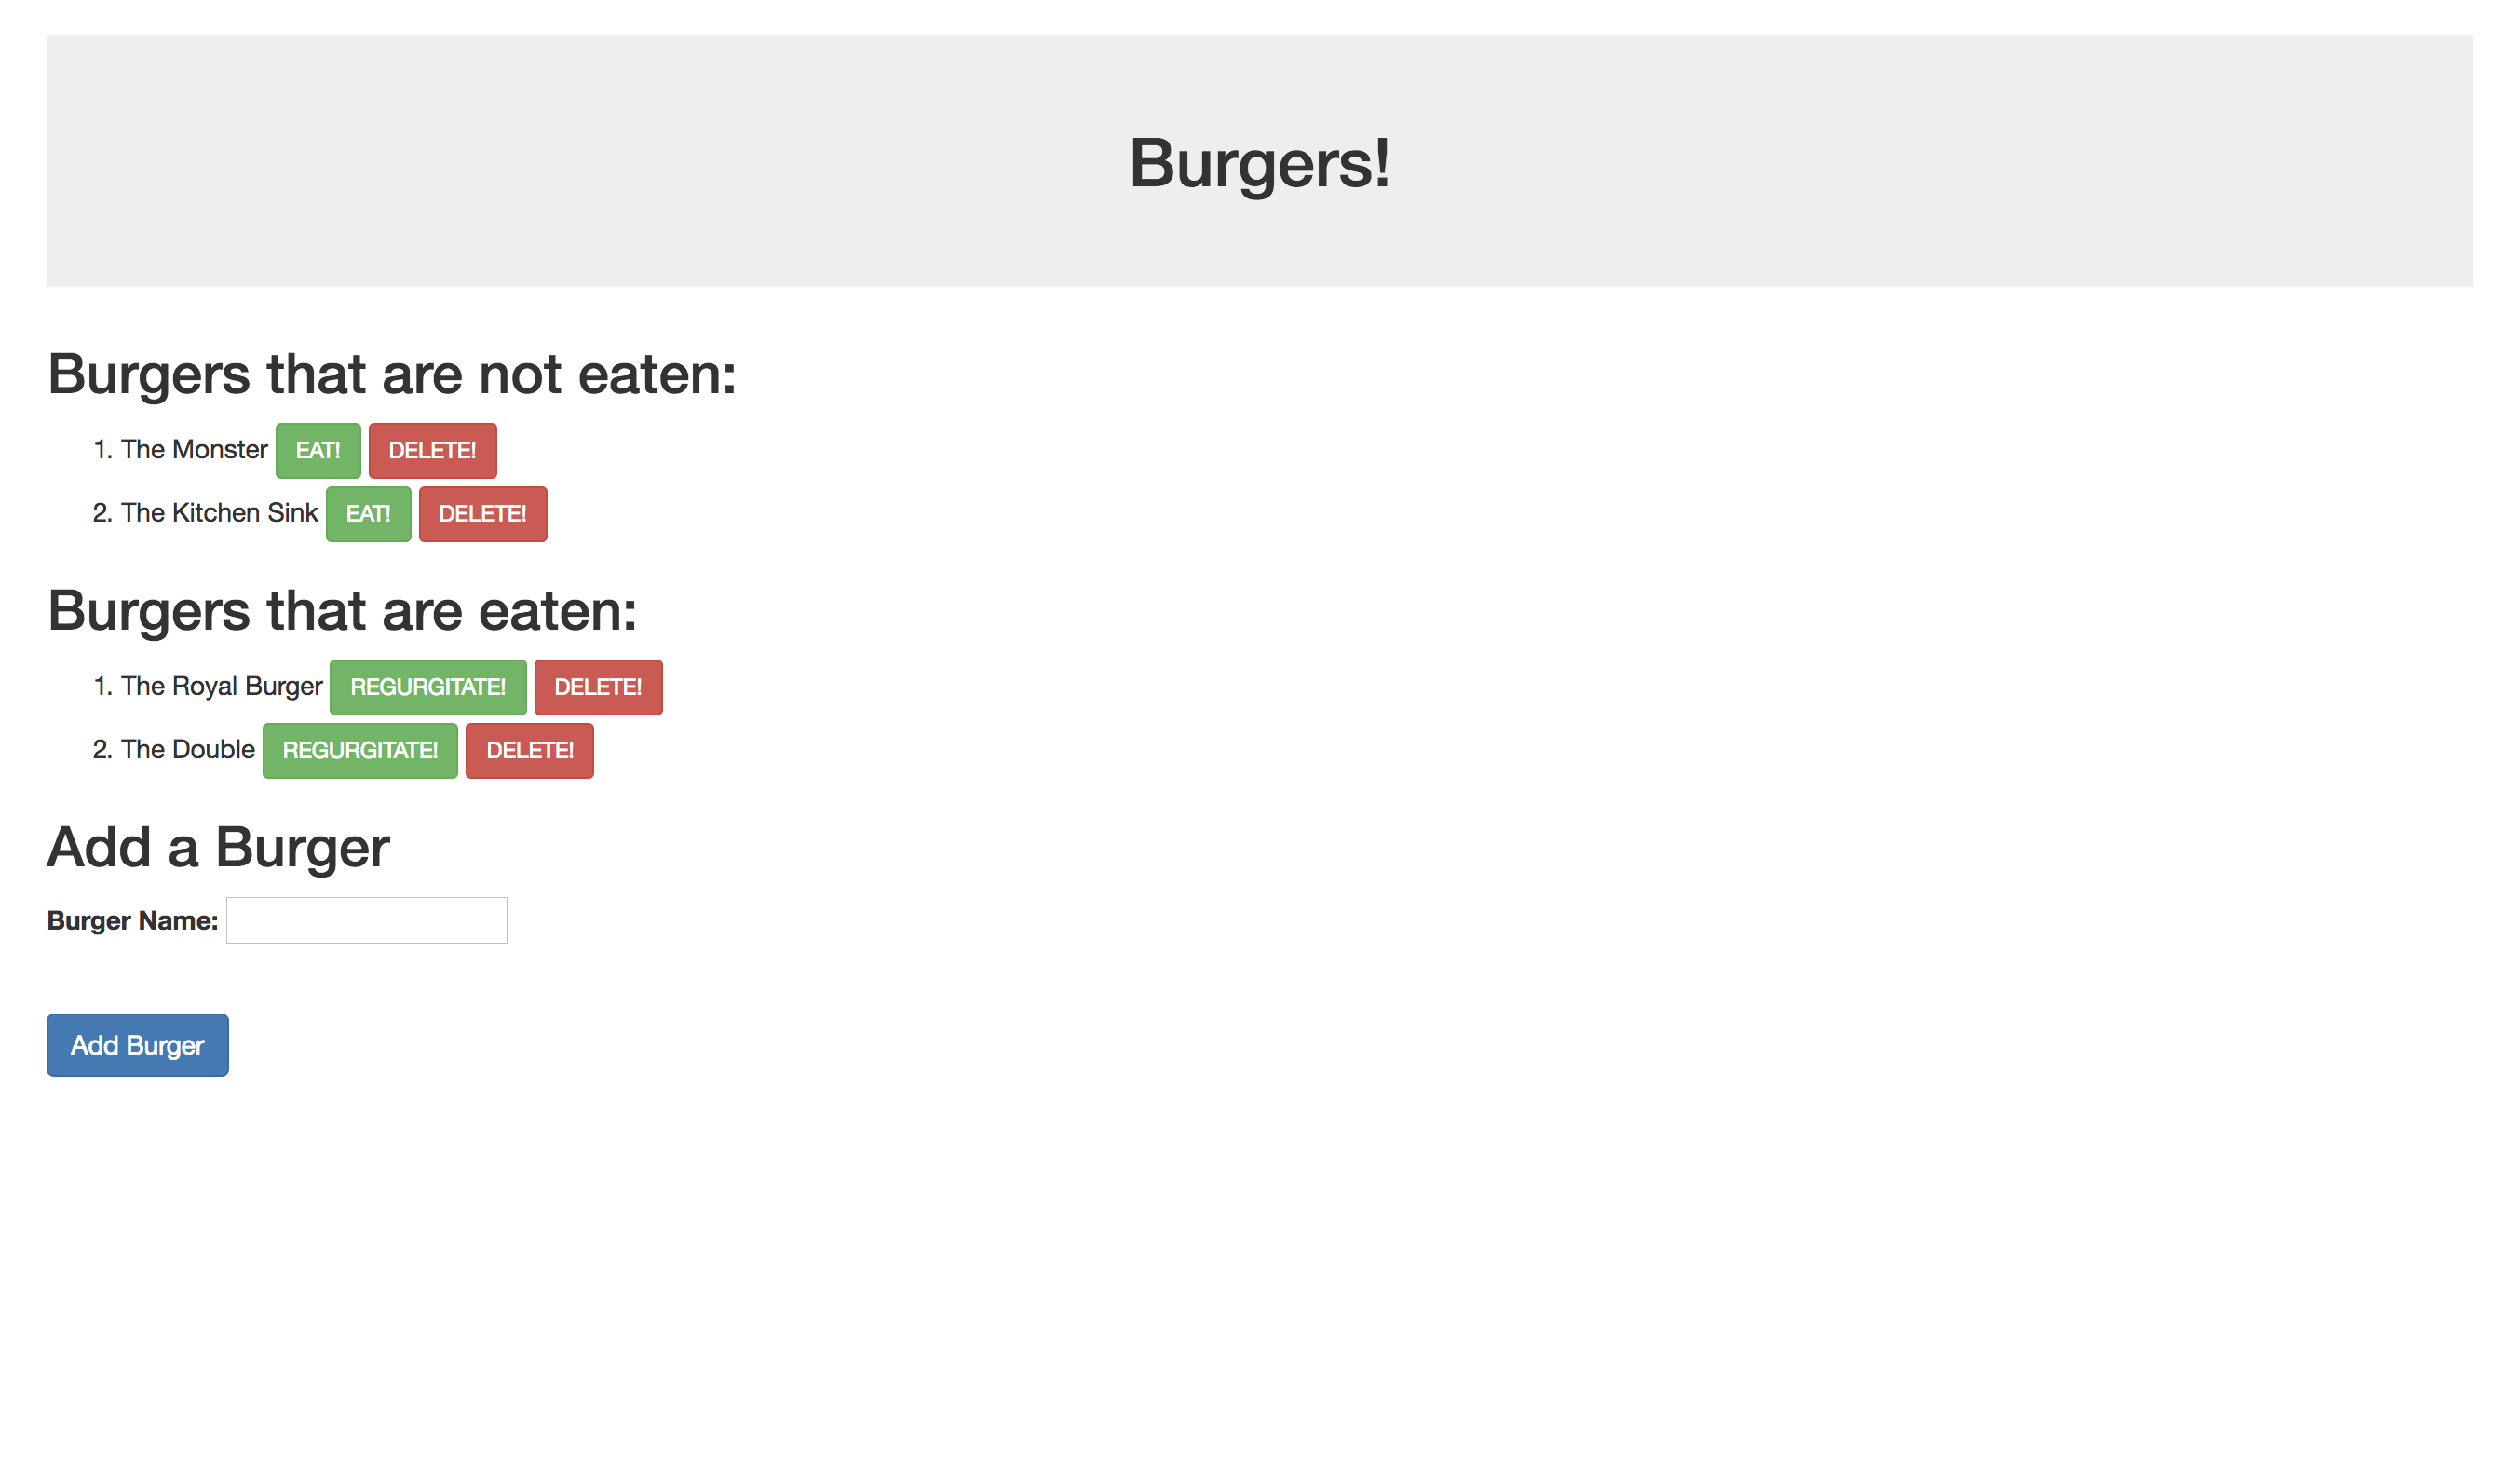 Burgers!
Burgers that are not eaten:
1. The Monster EAT! DELETE!
2. The Kitchen Sink EAT! DELETE!
Burgers that are eaten:
1. The Royal Burger REGURGITATE! DELETE!
2. The Double REGURGITATE! DELETE!
Add a Burger
Burger Name:
Add Burger